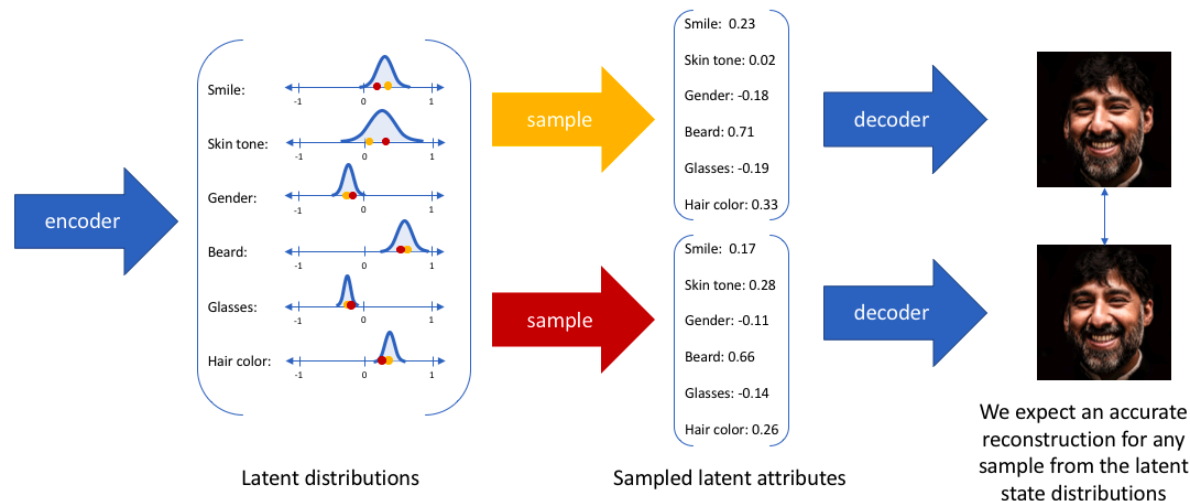 encoder
Smile:
-1 0 1
Skin tone:
-1 0 1
Gender:
-1 0 1
Beard:
-1 0 1
Glasses:
-1 0 1
Hair color:
-1 0 1
Latent distributions
sample
sample
Smile: 0.23
Skin tone: 0.02
Gender: -0.18
Beard: 0.71
Glasses: -0.19
Hair color: 0.33
Smile: 0.17
Skin tone: 0.28
Gender: -0.11
Beard: 0.66
Glasses: -0.14
Hair color: 0.26
Sampled latent attributes
decoder
decoder
We expect an accurate
reconstruction for any
sample from the latent
state distributions